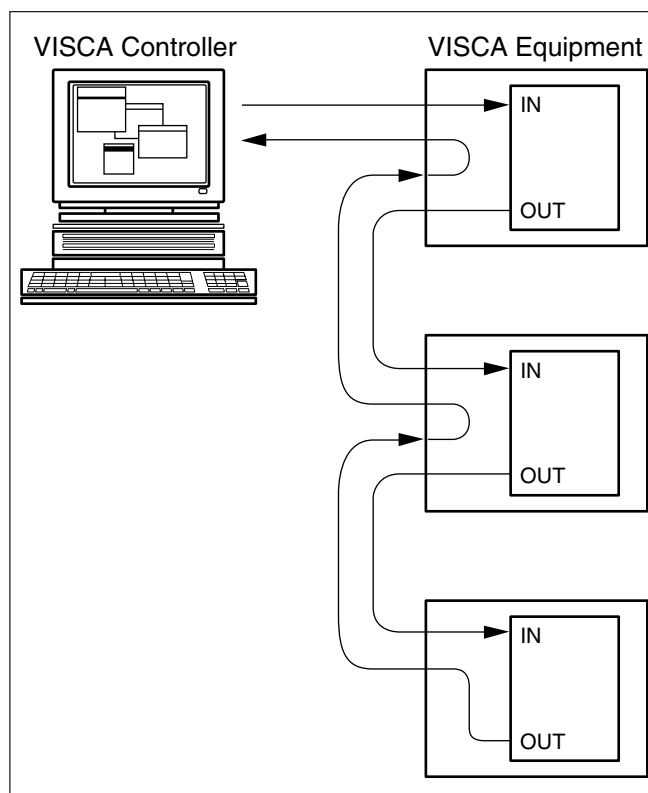 VISCA Controller
VISCA Equipment
IN
OUT
IN
OUT
IN
OUT